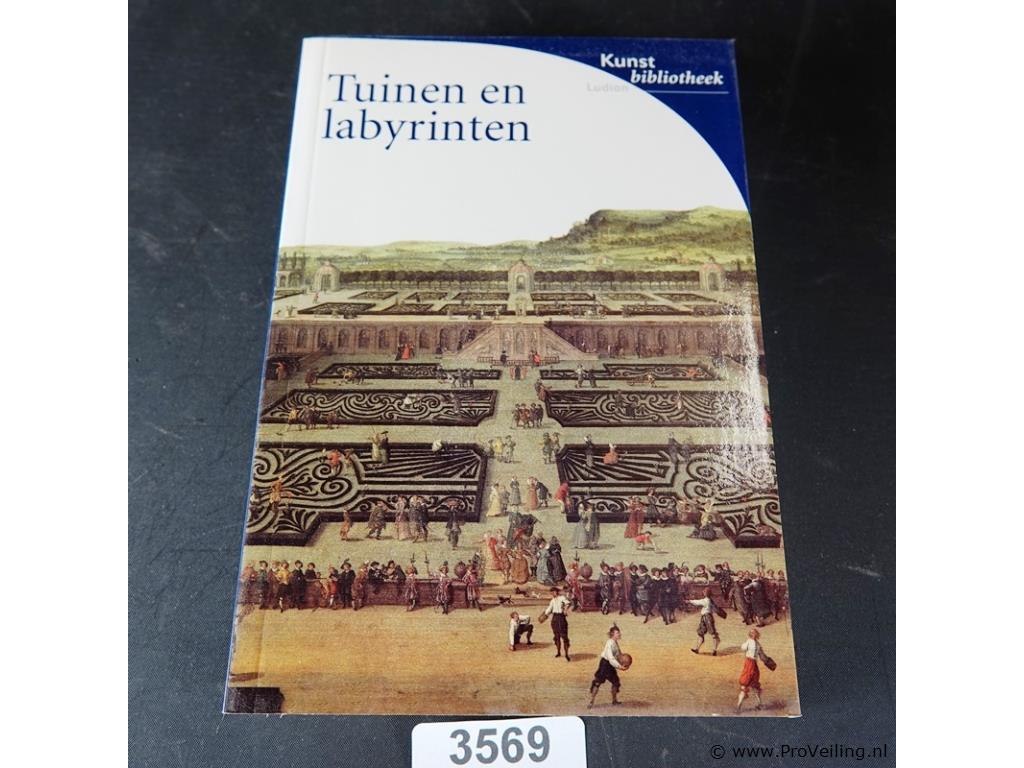 Kunst
bibliotheek
Ludion
Tuinen en
labyrinten
3569
© www.ProVeiling.nl